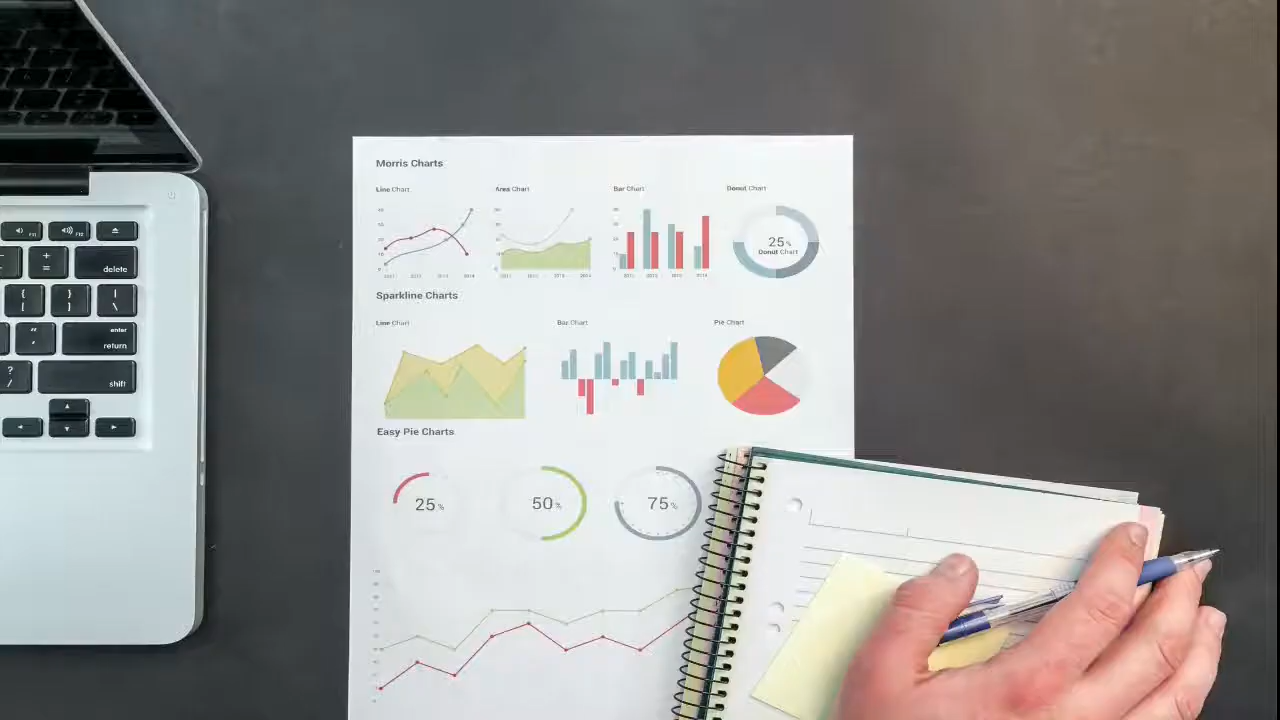 Morris Charts
Line Chart
Area Chart
Bar Chart
Donut Chart
25%
Donut Chart
Sparkline Charts
Line Chart
Bar Chart
Pie Chart
Easy Pie Charts
25%
50%
75%
delete
enter
return
shift